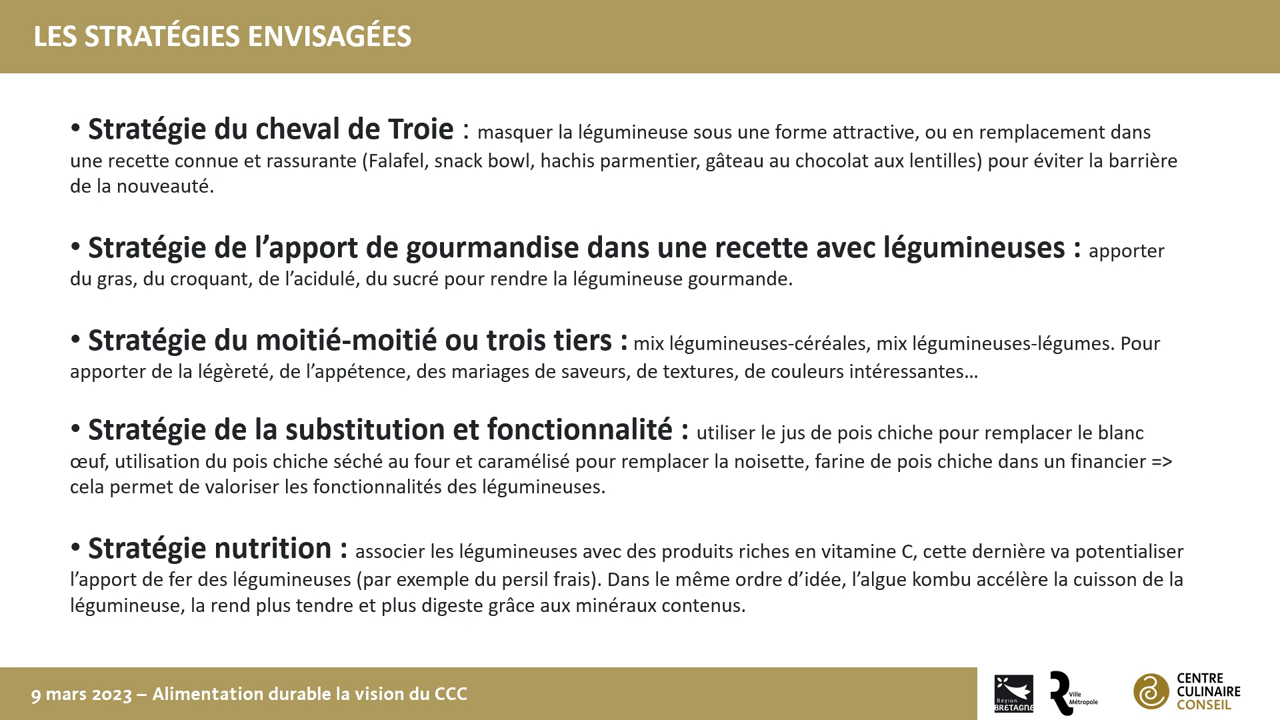 LES STRATÉGIES ENVISAGÉES
• Stratégie du cheval de Troie : masquer la légumineuse sous une forme attractive, ou en remplacement dans
une recette connue et rassurante (Falafel, snack bowl, hachis parmentier, gâteau au chocolat aux lentilles) pour éviter la barrière
de la nouveauté.
• Stratégie de l’apport de gourmandise dans une recette avec légumineuses : apporter
du gras, du croquant, de l’acidulé, du sucré pour rendre la légumineuse gourmande.
• Stratégie du moitié-moitié ou trois tiers : mix légumineuses-céréales, mix légumineuses-légumes. Pour
apporter de la légèreté, de l’appétence, des mariages de saveurs, de textures, de couleurs intéressantes…
• Stratégie de la substitution et fonctionnalité : utiliser le jus de pois chiche pour remplacer le blanc
œuf, utilisation du pois chiche séché au four et caramélisé pour remplacer la noisette, farine de pois chiche dans un financier =>
cela permet de valoriser les fonctionnalités des légumineuses.
• Stratégie nutrition : associer les légumineuses avec des produits riches en vitamine C, cette dernière va potentialiser
l’apport de fer des légumineuses (par exemple du persil frais). Dans le même ordre d’idée, l’algue kombu accélère la cuisson de la
légumineuse, la rend plus tendre et plus digeste grâce aux minéraux contenus.
9 mars 2023 – Alimentation durable la vision du CCC
Région
BRETAGNE
R
Ville
Métropole
CENTRE
CULINAIRE
CONSEIL